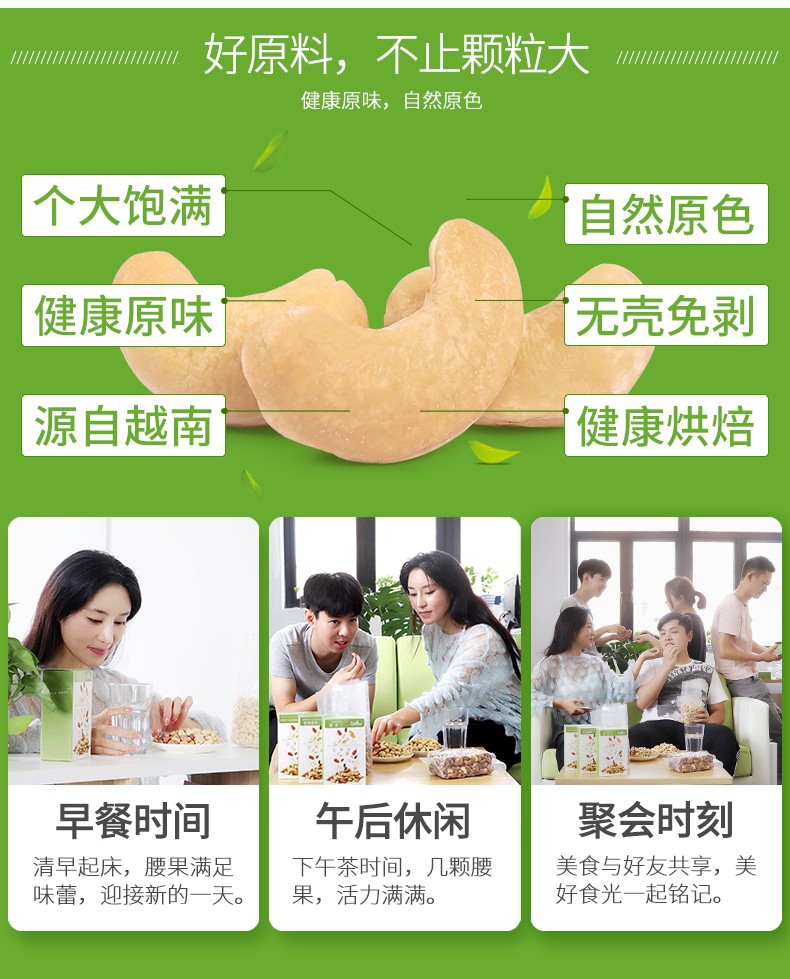 好原料，不止颗粒大
健康原味，自然原色
个大饱满
自然原色
健康原味
无壳免剥
源自越南
健康烘焙
早餐时间
清早起床，腰果满足
味蕾，迎接新的一天。
午后休闲
下午茶时间，几颗腰
果，活力满满。
聚会时刻
美食与好友共享，美
好食光一起铭记。